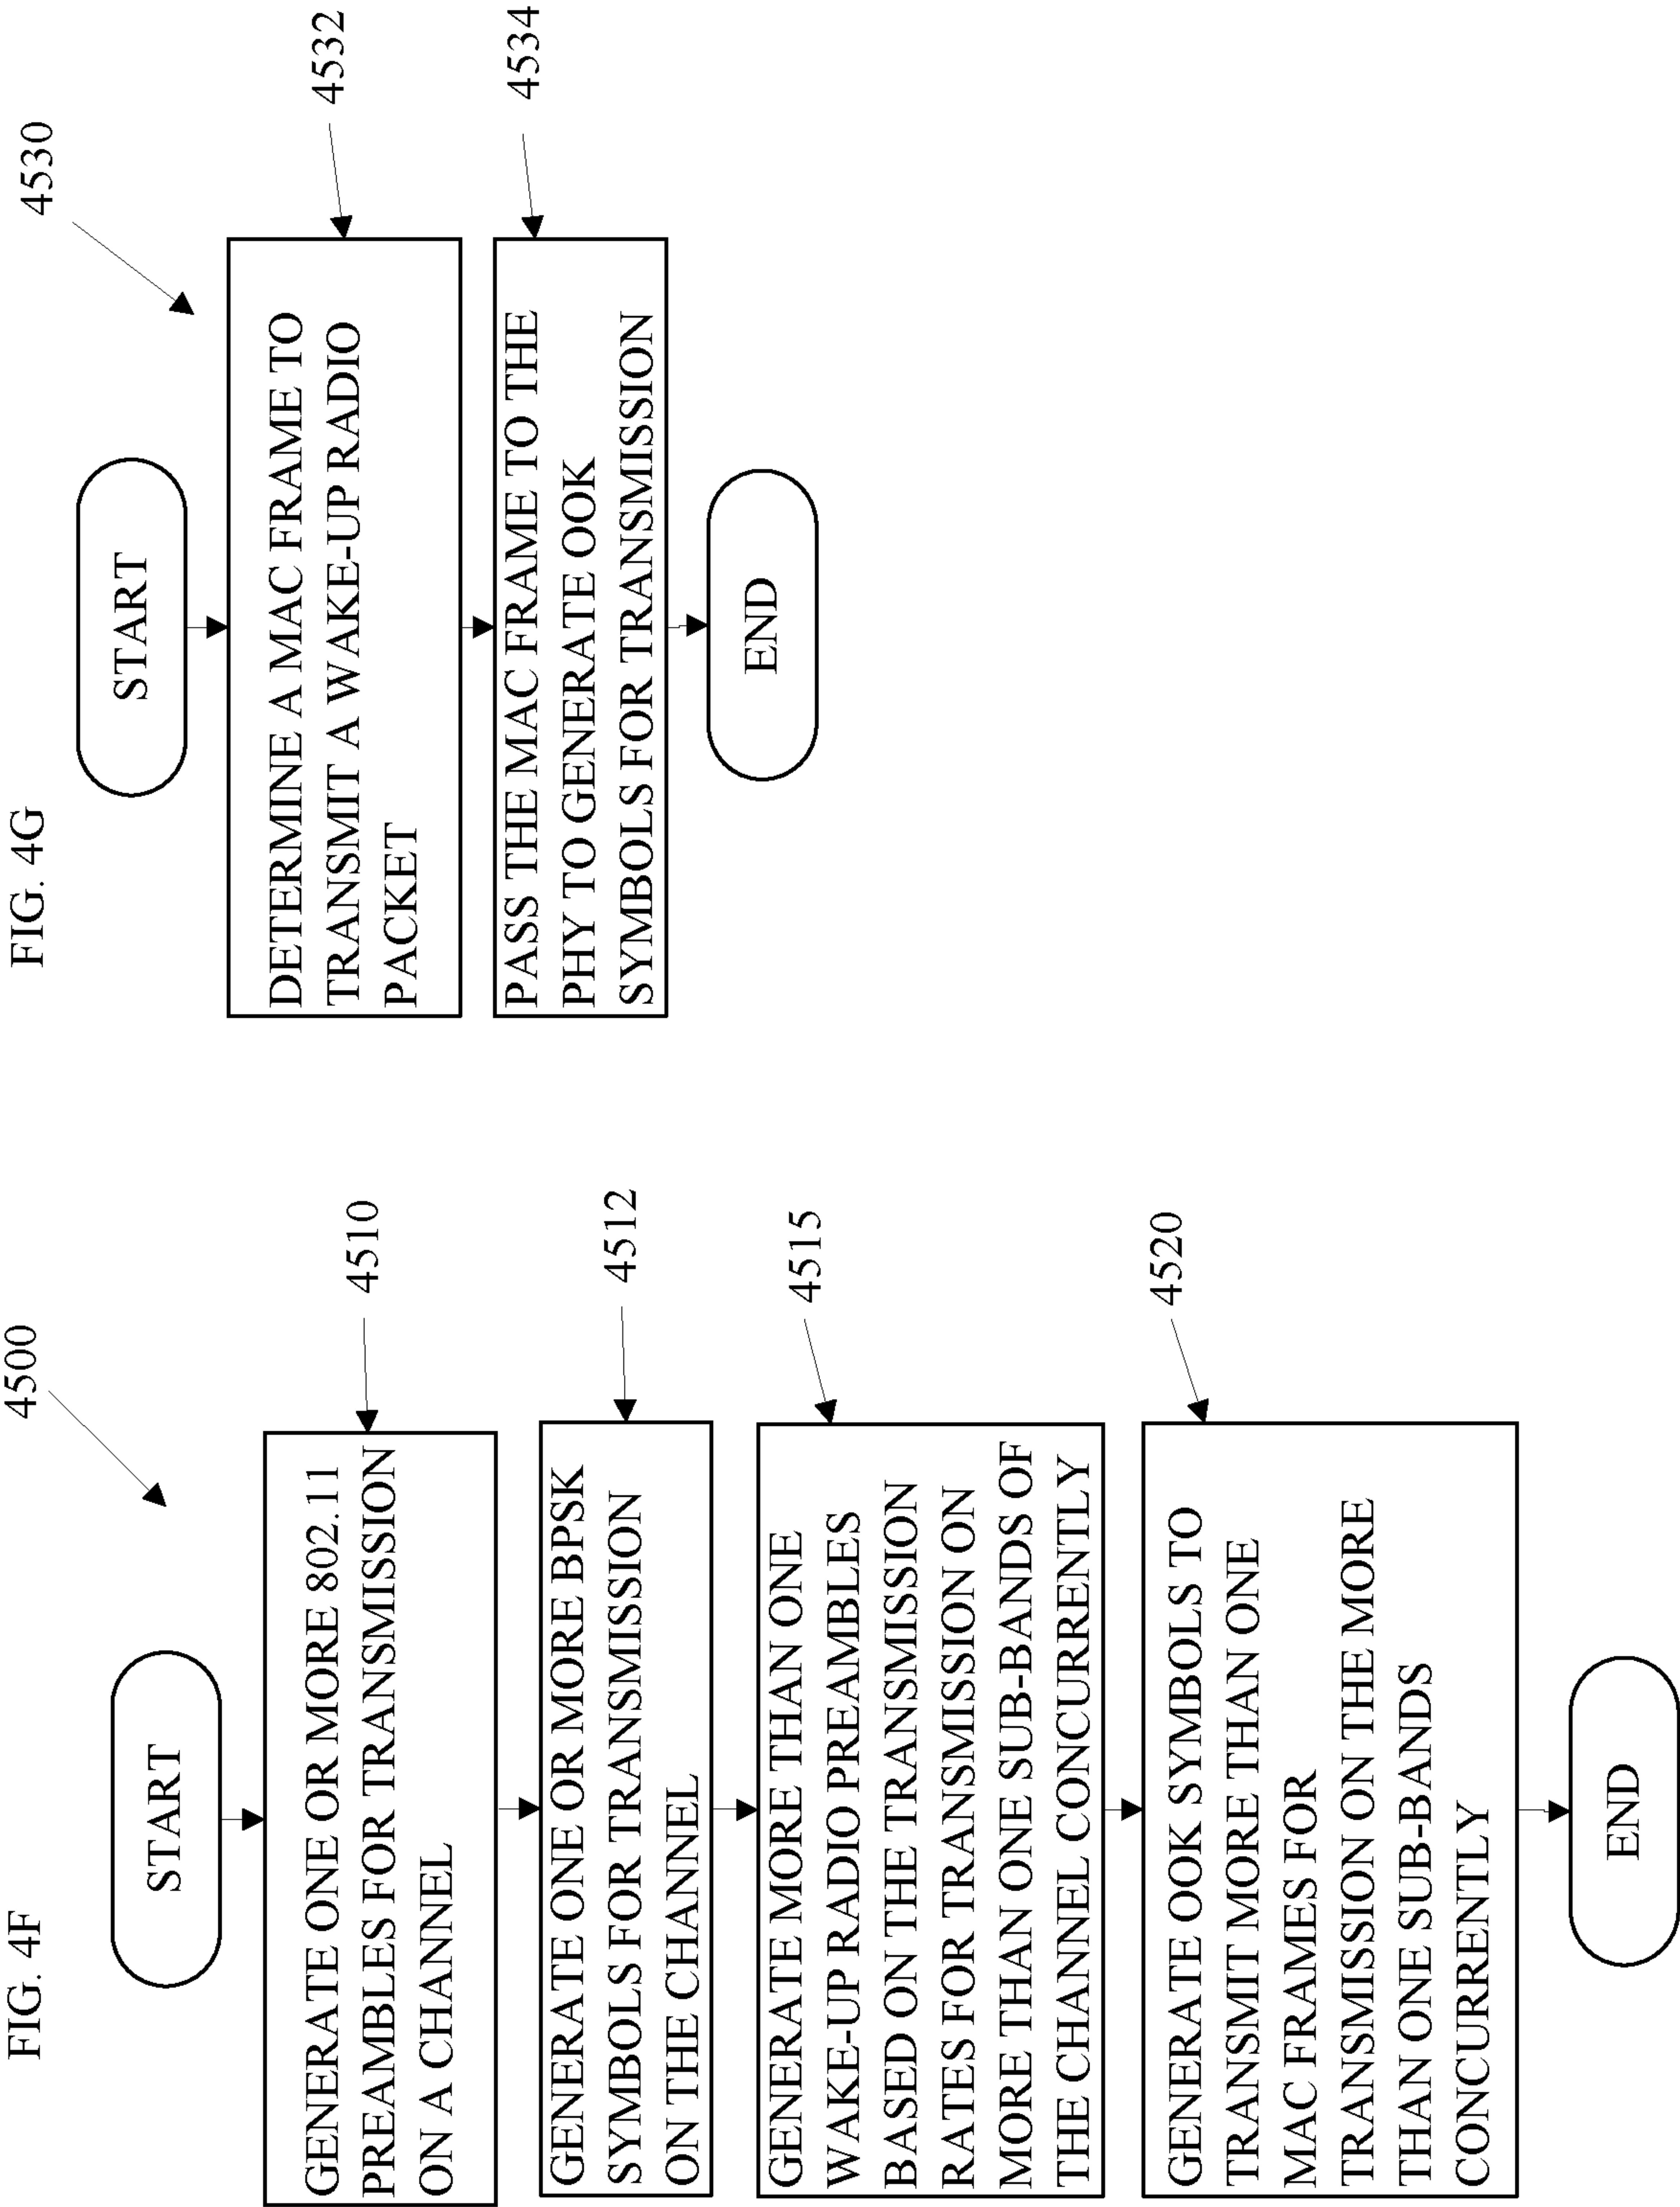 FIG. 4F
4500
START
GENERATE ONE OR MORE 802.11
PREAMBLES FOR TRANSMISSION
ON A CHANNEL
4510
GENERATE ONE OR MORE BPSK
SYMBOLS FOR TRANSMISSION
ON THE CHANNEL
4512
GENERATE MORE THAN ONE
WAKE-UP RADIO PREAMBLES
BASED ON THE TRANSMISSION
RATES FOR TRANSMISSION ON
MORE THAN ONE SUB-BANDS OF
THE CHANNEL CONCURRENTLY
4515
GENERATE OOK SYMBOLS TO
TRANSMIT MORE THAN ONE
MAC FRAMES FOR
TRANSMISSION ON THE MORE
THAN ONE SUB-BANDS
CONCURRENTLY
4520
END
FIG. 4G
4530
START
DETERMINE A MAC FRAME TO
TRANSMIT A WAKE-UP RADIO
PACKET
4532
PASS THE MAC FRAME TO THE
PHY TO GENERATE OOK
SYMBOLS FOR TRANSMISSION
4534
END